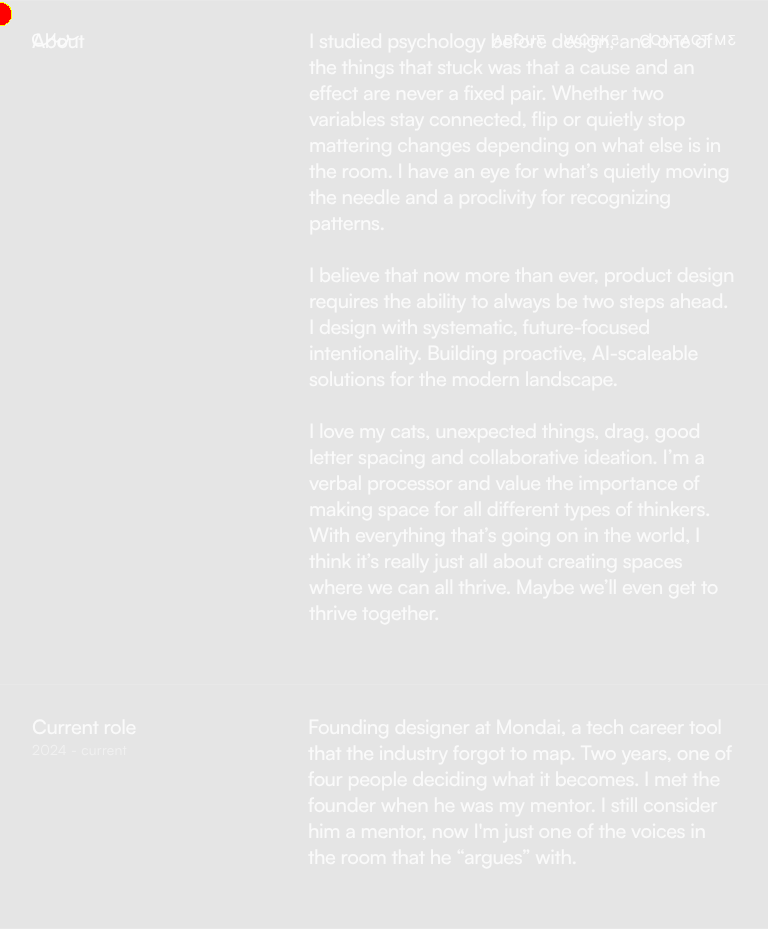 About
I studied psychology before design, and one of
the things that stuck was that a cause and an
effect are never a fixed pair. Whether two
variables stay connected, flip or quietly stop
mattering changes depending on what else is in
the room. I have an eye for what’s quietly moving
the needle and a proclivity for recognizing
patterns.
I believe that now more than ever, product design
requires the ability to always be two steps ahead.
I design with systematic, future-focused
intentionality. Building proactive, AI-scaleable
solutions for the modern landscape.
I love my cats, unexpected things, drag, good
letter spacing and collaborative ideation. I’m a
verbal processor and value the importance of
making space for all different types of thinkers.
With everything that’s going on in the world, I
think it’s really just all about creating spaces
where we can all thrive. Maybe we’ll even get to
thrive together.
Current role
2024 - current
Founding designer at Mondai, a tech career tool
that the industry forgot to map. Two years, one of
four people deciding what it becomes. I met the
founder when he was my mentor. I still consider
him a mentor, now I'm just one of the voices in
the room that he “argues” with.
ABOUT WORK CONTACT ME